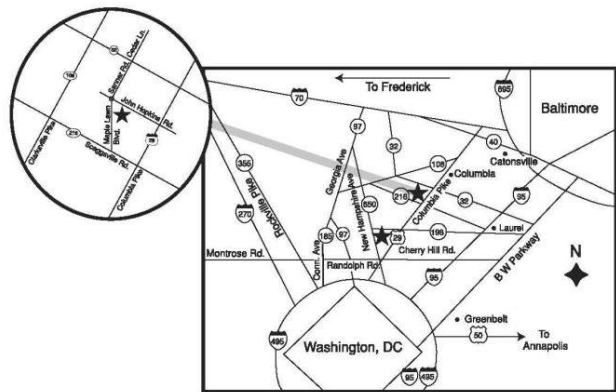 32
Cedar Ln.
Sanner Rd.
108
John Hopkins Rd.
Maple Lawn
Blvd.
216
29
Clarksville Pike
Scaggsville Rd.
Columbia Pike
To Frederick
70
695
Baltimore
97
32
40
Catonsville
108
Columbia
355
Georgia Ave
New Hampshire Ave
650
216
Columbia Pike
95
32
Rockville Pike
270
185
97
29
198
Laurel
Cherry Hill Rd.
Montrose Rd.
Conn. Ave
Randolph Rd.
95
B W Parkway
N
Greenbelt
495
Washington, DC
50
To
Annapolis
95
495